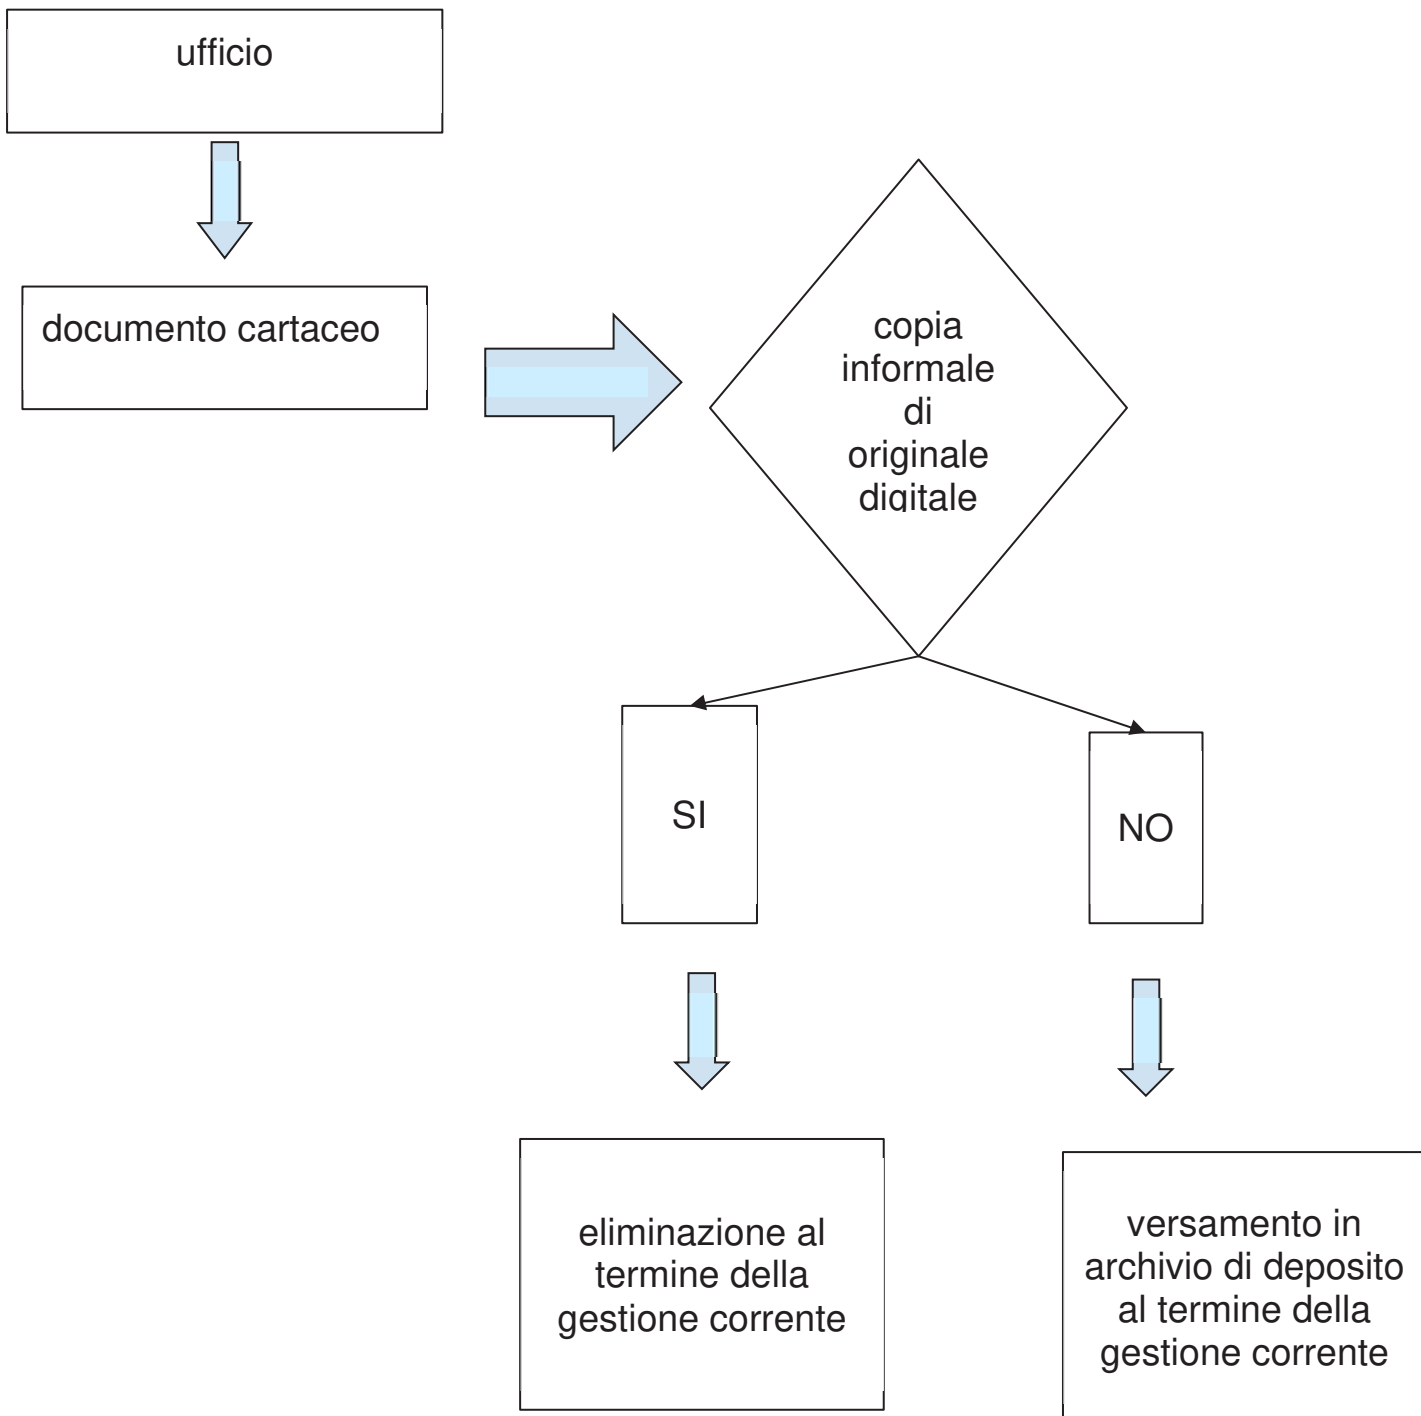 ufficio
documento cartaceo
copia
informale
di
originale
digitale
SI
NO
eliminazione al
termine della
gestione corrente
versamento in
archivio di deposito
al termine della
gestione corrente